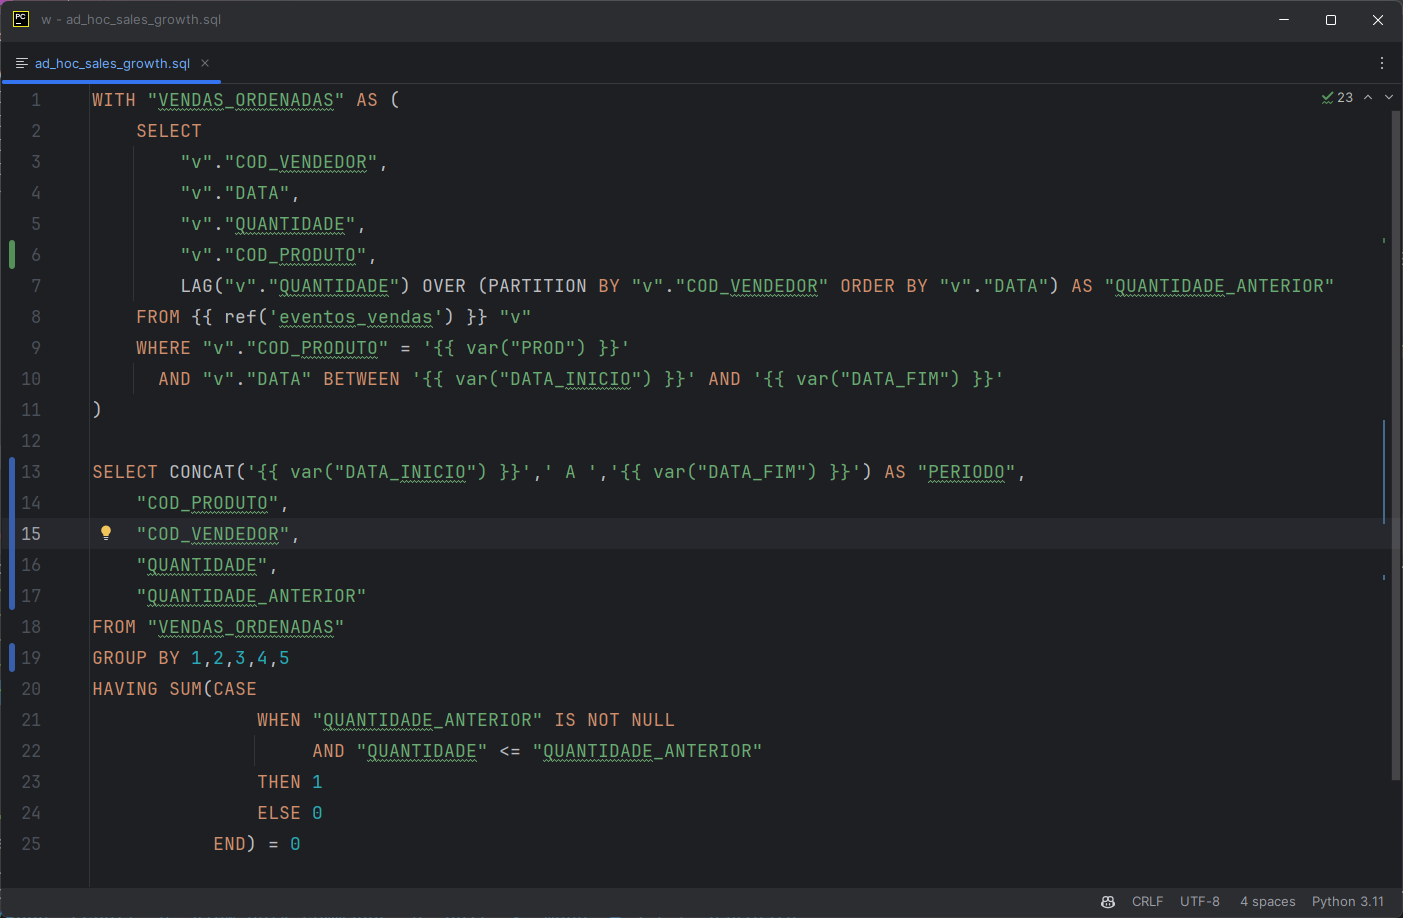 PC w - ad_hoc_sales_growth.sql
ad_hoc_sales_growth.sql
23
1 WITH "VENDAS_ORDENADAS" AS (
2 SELECT
3 "v"."COD_VENDEDOR",
4 "v"."DATA",
5 "v"."QUANTIDADE",
6 "v"."COD_PRODUTO",
7 LAG("v"."QUANTIDADE") OVER (PARTITION BY "v"."COD_VENDEDOR" ORDER BY "v"."DATA") AS "QUANTIDADE_ANTERIOR"
8 FROM {{ ref('eventos_vendas') }} "v"
9 WHERE "v"."COD_PRODUTO" = '{{ var("PROD") }}'
10 AND "v"."DATA" BETWEEN '{{ var("DATA_INICIO") }}' AND '{{ var("DATA_FIM") }}'
11 )
12
13 SELECT CONCAT('{{ var("DATA_INICIO") }}',' A ','{{ var("DATA_FIM") }}') AS "PERIODO",
14 "COD_PRODUTO",
15 "COD_VENDEDOR",
16 "QUANTIDADE",
17 "QUANTIDADE_ANTERIOR"
18 FROM "VENDAS_ORDENADAS"
19 GROUP BY 1,2,3,4,5
20 HAVING SUM(CASE
21 WHEN "QUANTIDADE_ANTERIOR" IS NOT NULL
22 AND "QUANTIDADE" <= "QUANTIDADE_ANTERIOR"
23 THEN 1
24 ELSE 0
25 END) = 0
CRLF UTF-8 4 spaces Python 3.11